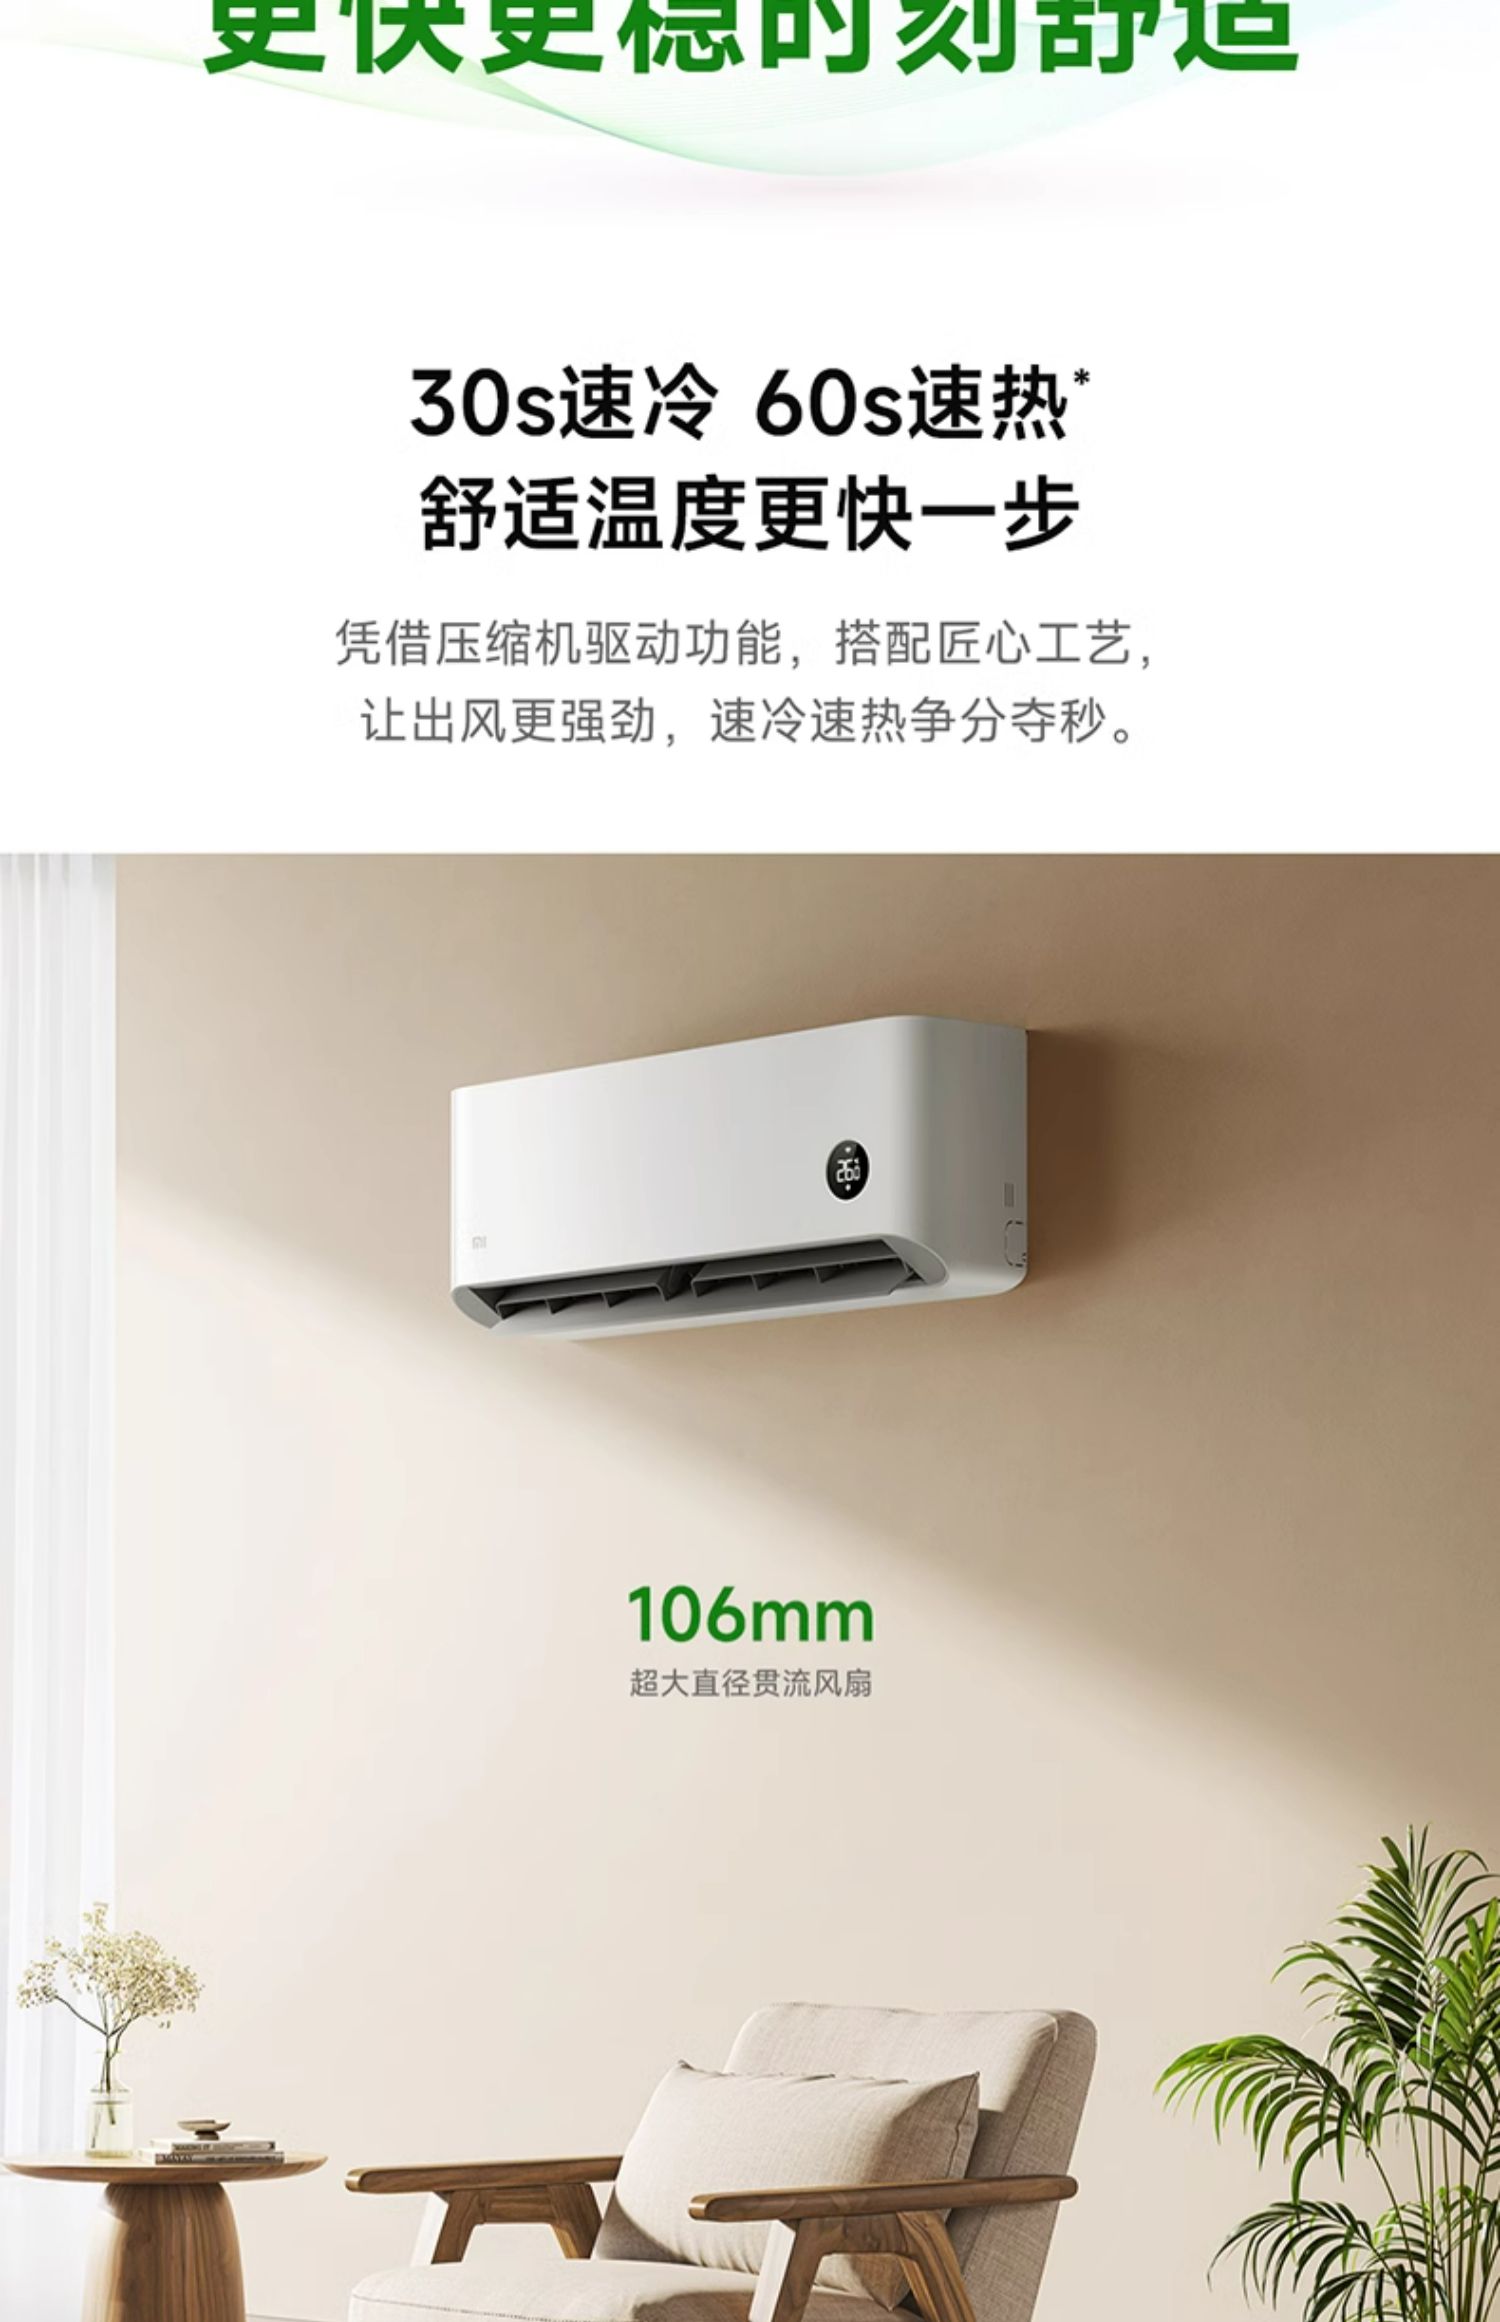 更快更稳时刻舒适
30s速冷 60s速热*
舒适温度更快一步
凭借压缩机驱动功能，搭配匠心工艺，
让出风更强劲，速冷速热争分夺秒。
26.0
106mm
超大直径贯流风扇